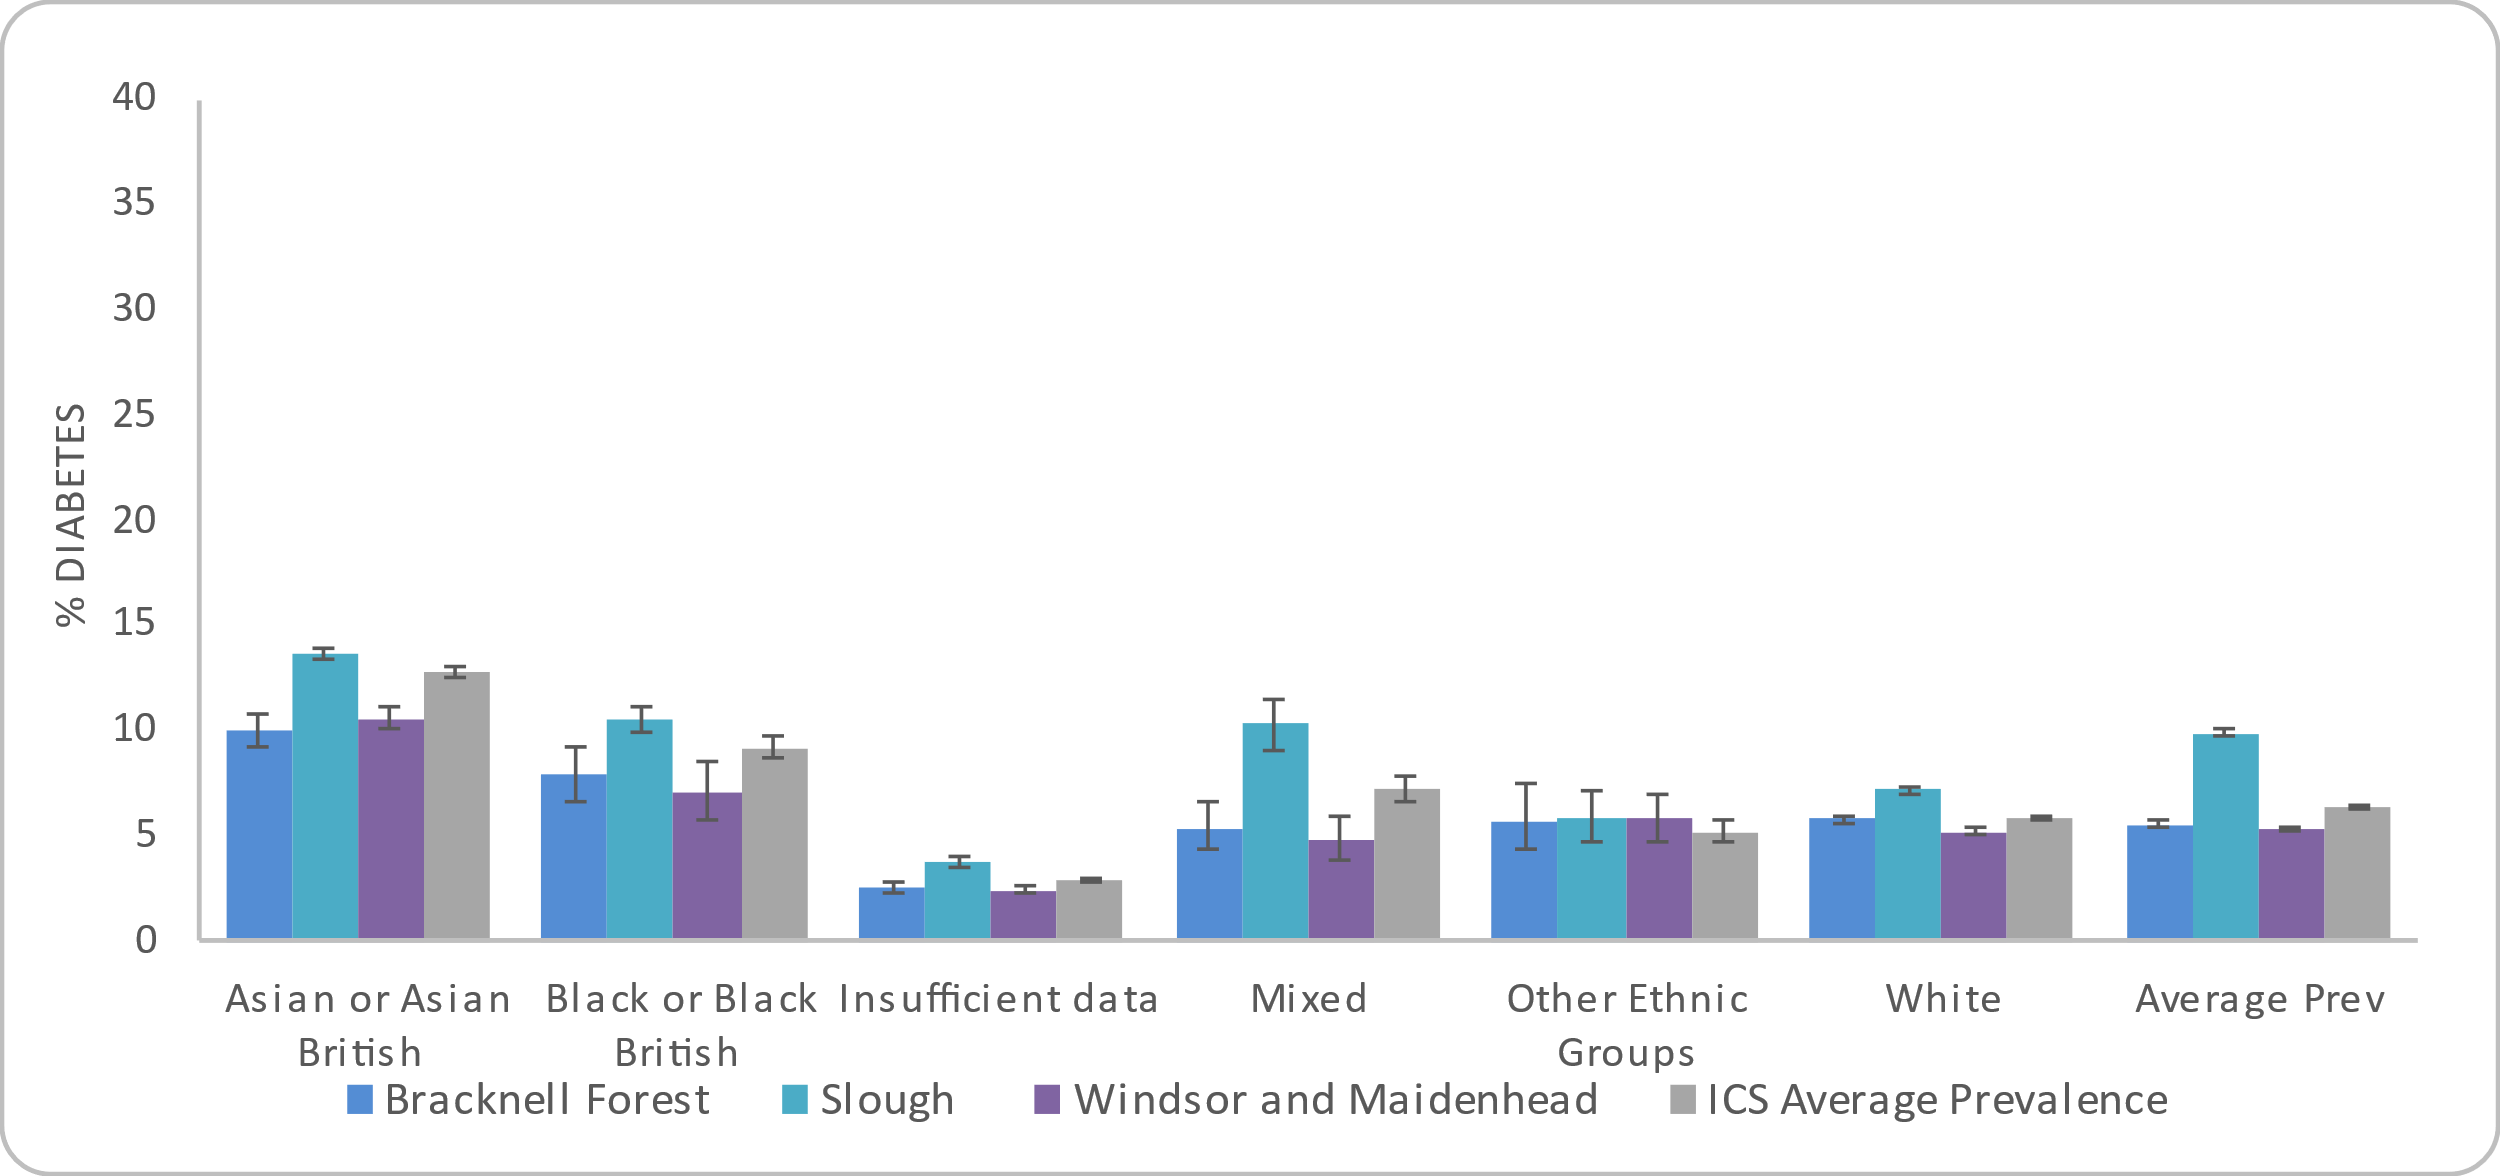 40
35
30
25
20
15
10
5
0
% DIABETES
Asian or Asian British
Black or Black British
Insufficient data
Mixed
Other Ethnic Groups
White
Average Prev
Bracknell Forest
Slough
Windsor and Maidenhead
ICS Average Prevalence